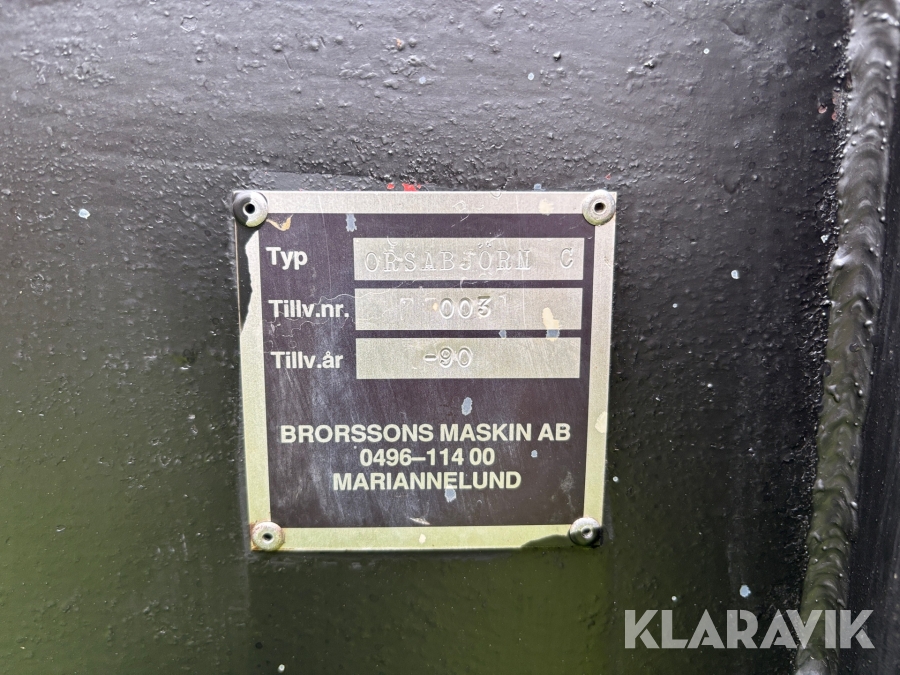 Typ ORSABJÖRN C
Tillv.nr. 003
Tillv.år -90
BRORSSONS MASKIN AB
0496–114 00
MARIANNELUND
KLARAVIK